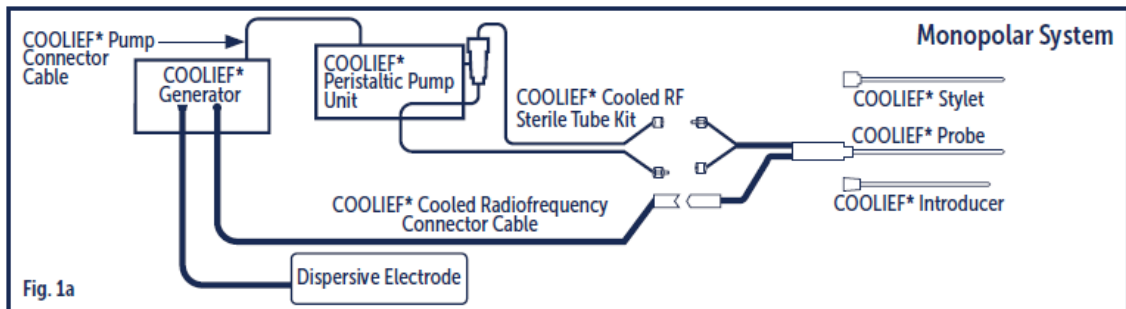 Monopolar System
COOLIEF* Pump
Connector
Cable
COOLIEF*
Generator
COOLIEF*
Peristaltic Pump
Unit
COOLIEF* Cooled RF
Sterile Tube Kit
COOLIEF* Stylet
COOLIEF* Probe
COOLIEF* Introducer
COOLIEF* Cooled Radiofrequency
Connector Cable
Dispersive Electrode
Fig. 1a